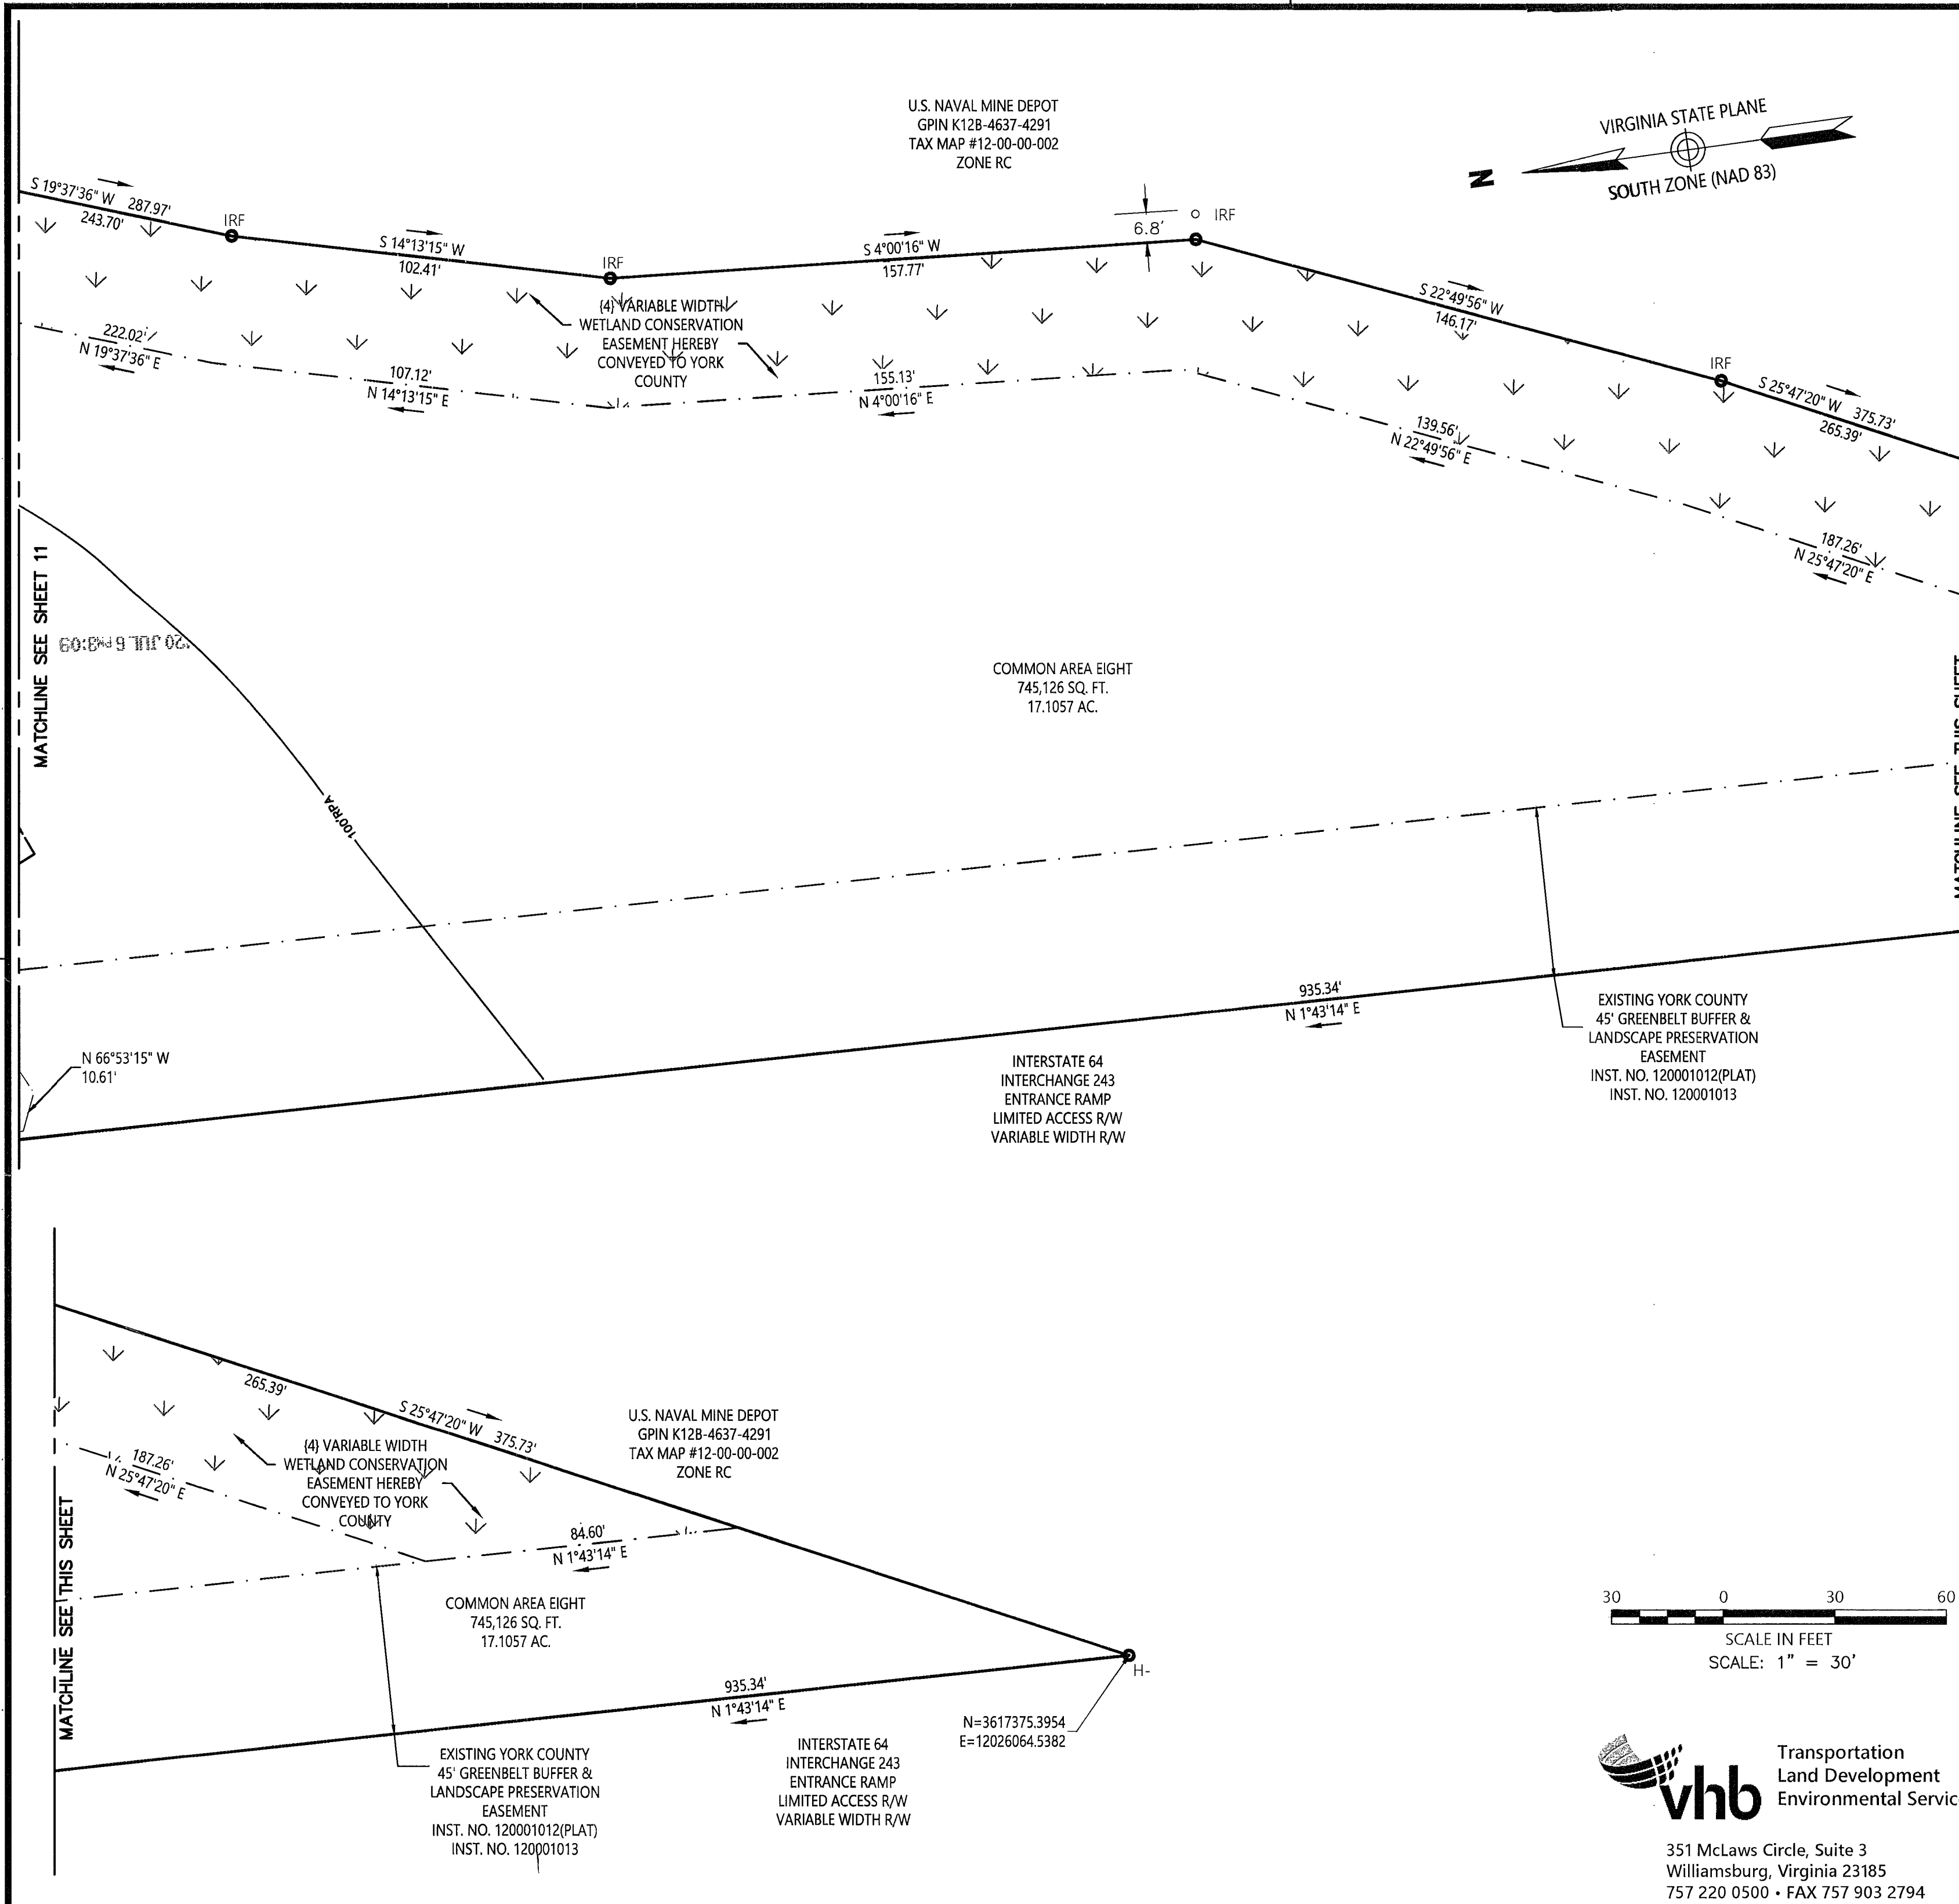 U.S. NAVAL MINE DEPOT
GPIN K12B-4637-4291
TAX MAP #12-00-00-002
ZONE RC
VIRGINIA STATE PLANE
N
SOUTH ZONE (NAD 83)
S 19°37'36" W 287.97'
243.70'
IRF
S 14°13'15" W
102.41'
IRF
S 4°00'16" W
157.77'
6.8'
IRF
S 22°49'56" W
146.17'
IRF
S 25°47'20" W 375.73'
265.39'
{4} VARIABLE WIDTH
WETLAND CONSERVATION
EASEMENT HEREBY
CONVEYED TO YORK
COUNTY
222.02'
N 19°37'36" E
107.12'
N 14°13'15" E
155.13'
N 4°00'16" E
139.56'
N 22°49'56" E
187.26'
N 25°47'20" E
MATCHLINE SEE SHEET 11
'20 JUL 6 PM3:09
100'RPA
COMMON AREA EIGHT
745,126 SQ. FT.
17.1057 AC.
MATCHLINE SEE THIS SHEET
935.34'
N 1°43'14" E
N 66°53'15" W
10.61'
INTERSTATE 64
INTERCHANGE 243
ENTRANCE RAMP
LIMITED ACCESS R/W
VARIABLE WIDTH R/W
EXISTING YORK COUNTY
45' GREENBELT BUFFER &
LANDSCAPE PRESERVATION
EASEMENT
INST. NO. 120001012(PLAT)
INST. NO. 120001013
265.39'
S 25°47'20" W 375.73'
U.S. NAVAL MINE DEPOT
GPIN K12B-4637-4291
TAX MAP #12-00-00-002
ZONE RC
{4} VARIABLE WIDTH
WETLAND CONSERVATION
EASEMENT HEREBY
CONVEYED TO YORK
COUNTY
187.26'
N 25°47'20" E
84.60'
N 1°43'14" E
MATCHLINE SEE THIS SHEET
COMMON AREA EIGHT
745,126 SQ. FT.
17.1057 AC.
H-
935.34'
N 1°43'14" E
N=3617375.3954
E=12026064.5382
EXISTING YORK COUNTY
45' GREENBELT BUFFER &
LANDSCAPE PRESERVATION
EASEMENT
INST. NO. 120001012(PLAT)
INST. NO. 120001013
INTERSTATE 64
INTERCHANGE 243
ENTRANCE RAMP
LIMITED ACCESS R/W
VARIABLE WIDTH R/W
30 0 30 60
SCALE IN FEET
SCALE: 1" = 30'
vhb
Transportation
Land Development
Environmental Servic
351 McLaws Circle, Suite 3
Williamsburg, Virginia 23185
757 220 0500 • FAX 757 903 2794